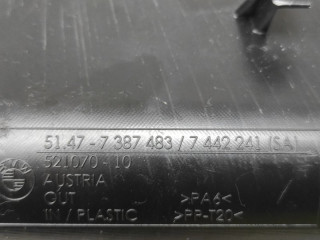 51.47 - 7 387 483 / 7 442 241 (SA)
521070 - 10
AUSTRIA
OUT >PA6<
IN / PLASTIC >PP-T20<